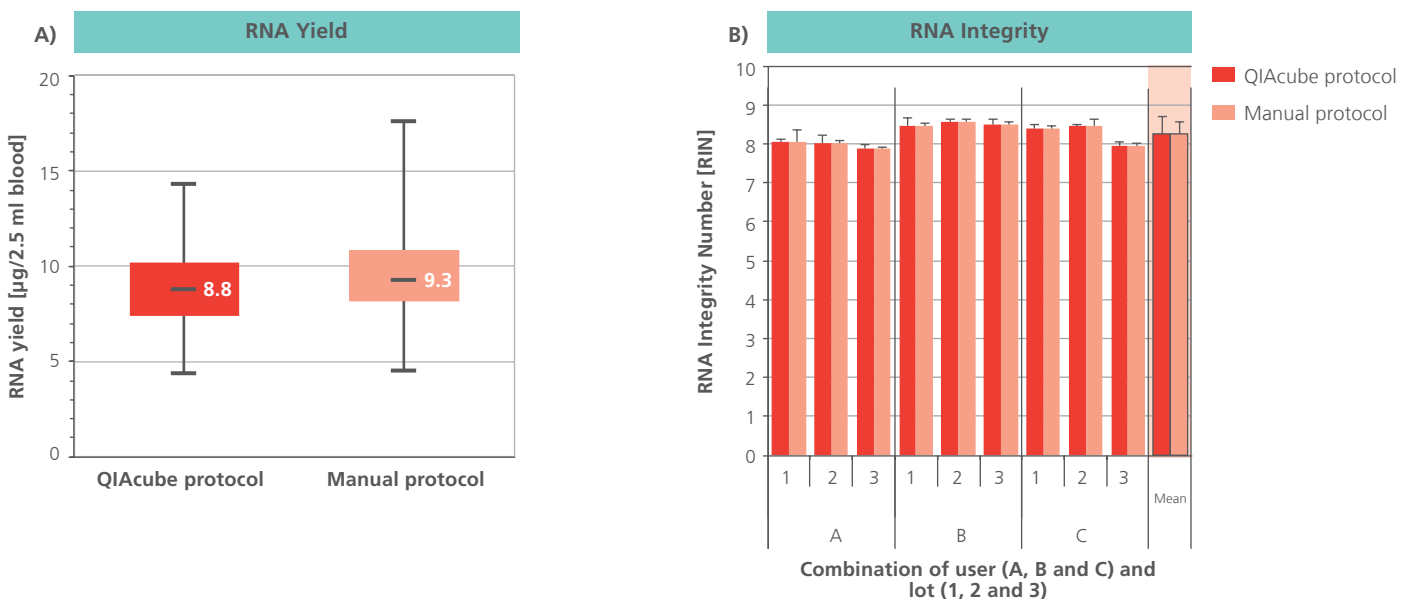 A)
RNA Yield
RNA yield [µg/2.5 ml blood]
20
15
10
5
0
8.8
9.3
QIAcube protocol
Manual protocol
B)
RNA Integrity
RNA Integrity Number [RIN]
10
9
8
7
6
5
4
3
2
1
0
1 2 3 1 2 3 1 2 3
Mean
A B C
Combination of user (A, B and C) and
lot (1, 2 and 3)
QIAcube protocol
Manual protocol